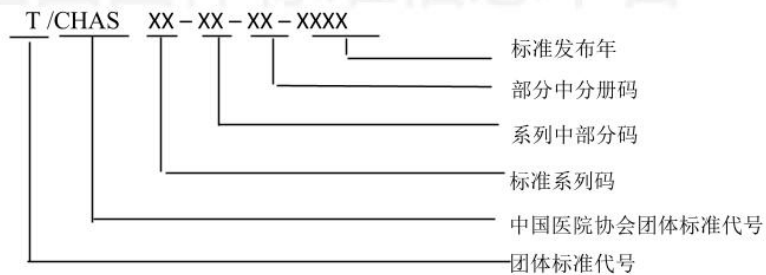 T /CHAS XX－XX－XX－XXXX
标准发布年
部分中分册码
系列中部分码
标准系列码
中国医院协会团体标准代号
团体标准代号